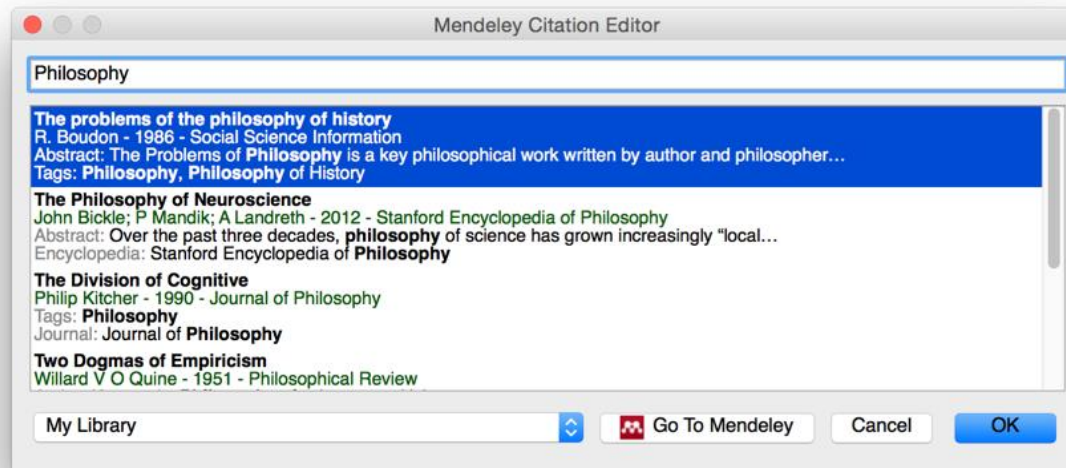 Mendeley Citation Editor
Philosophy
The problems of the philosophy of history
R. Boudon - 1986 - Social Science Information
Abstract: The Problems of Philosophy is a key philosophical work written by author and philosopher...
Tags: Philosophy, Philosophy of History
The Philosophy of Neuroscience
John Bickle; P Mandik; A Landreth - 2012 - Stanford Encyclopedia of Philosophy
Abstract: Over the past three decades, philosophy of science has grown increasingly “local...
Encyclopedia: Stanford Encyclopedia of Philosophy
The Division of Cognitive
Philip Kitcher - 1990 - Journal of Philosophy
Tags: Philosophy
Journal: Journal of Philosophy
Two Dogmas of Empiricism
Willard V O Quine - 1951 - Philosophical Review
My Library
Go To Mendeley
Cancel
OK